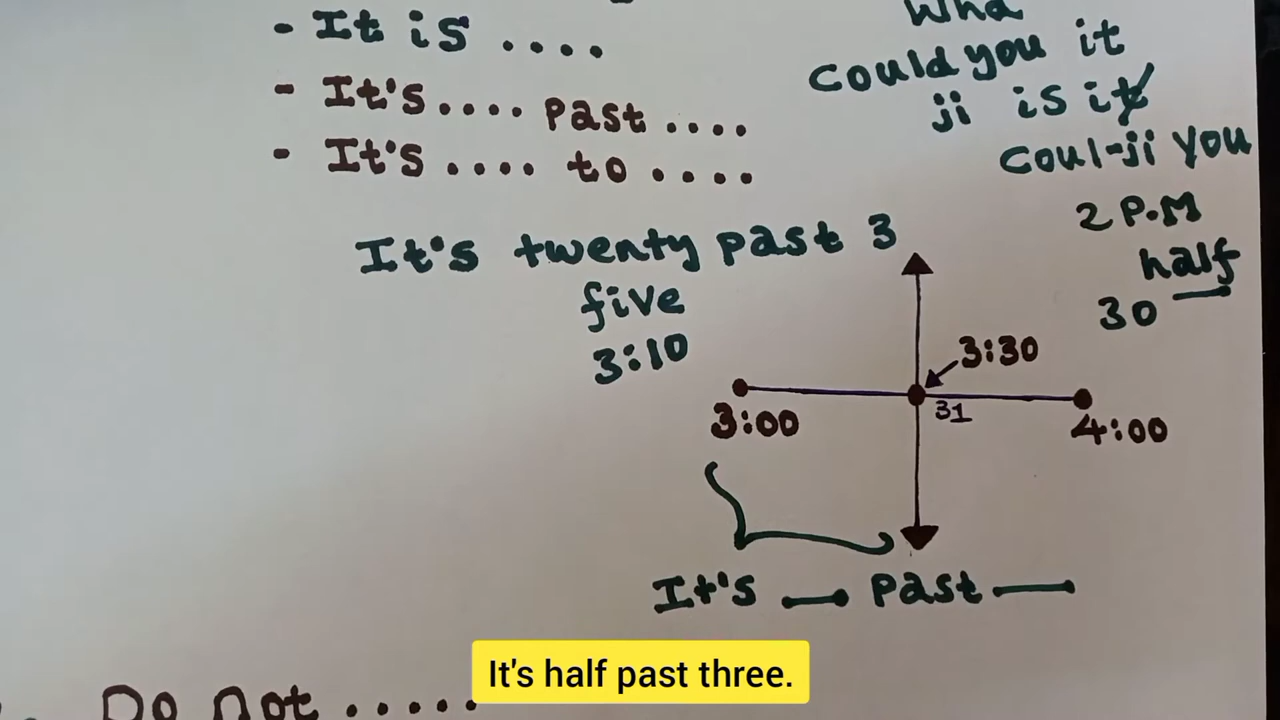 - It is ....
- It's .... past ....
- It's .... to ....
Wha
could you it
ji is it
coul-ji you
2 P.M
half
30
It's twenty past 3
five
3:10
3:30
31
3:00
4:00
It's — past —
It's half past three.
Do not .....